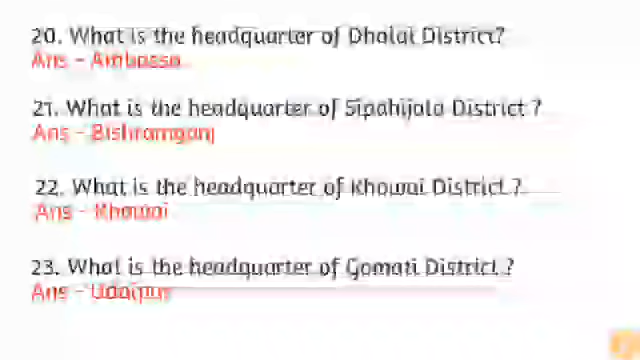 20. What is the headquarter of Dhalai District?
Ans - Ambassa
21. What is the headquarter of Sipahijala District ?
Ans - Bishramganj
22. What is the headquarter of Khowai District ?
Ans - Khowai
23. What is the headquarter of Gomati District ?
Ans - Udaipur